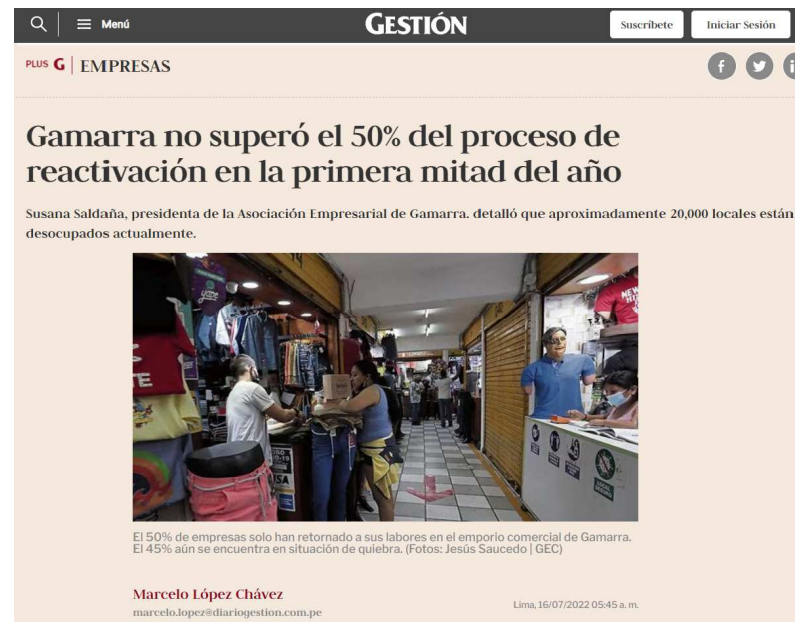 Menú
GESTIÓN
Suscríbete
Iniciar Sesión
PLUS G | EMPRESAS
Gamarra no superó el 50% del proceso de
reactivación en la primera mitad del año
Susana Saldaña, presidenta de la Asociación Empresarial de Gamarra. detalló que aproximadamente 20,000 locales están
desocupados actualmente.
yape
NEW
VISA
El 50% de empresas solo han retornado a sus labores en el emporio comercial de Gamarra.
El 45% aún se encuentra en situación de quiebra. (Fotos: Jesús Saucedo | GEC)
Marcelo López Chávez
marcelo.lopez@diariogestion.com.pe
Lima, 16/07/2022 05:45 a. m.